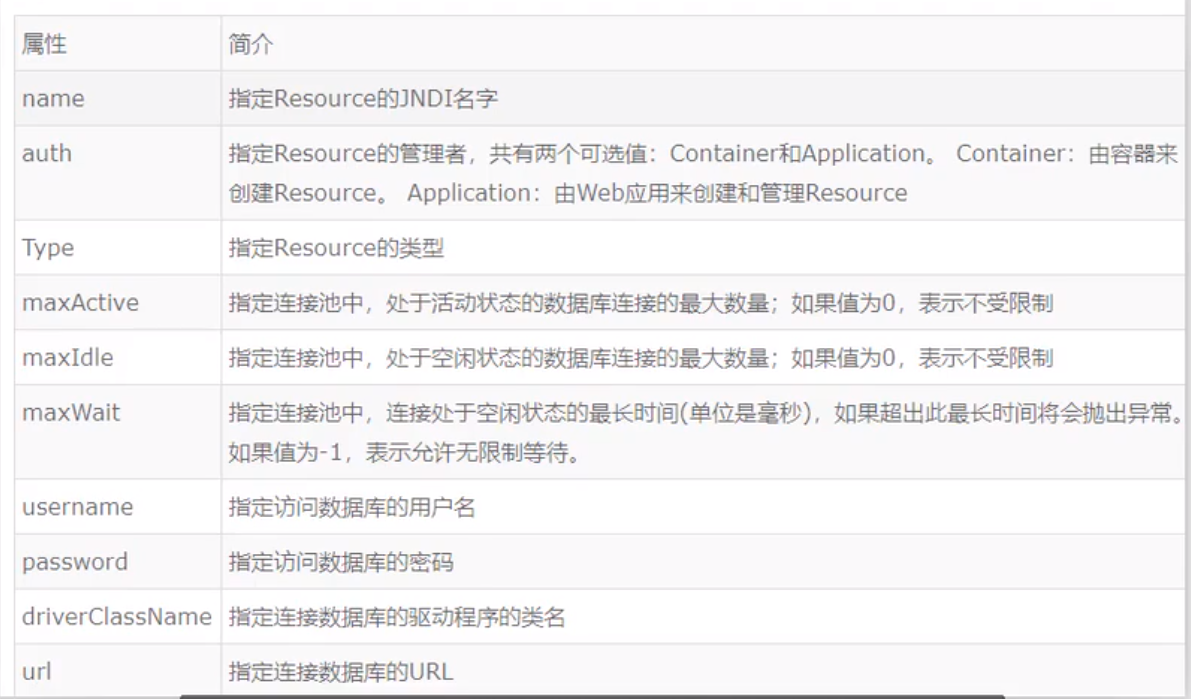 属性 简介
name 指定Resource的JNDI名字
auth 指定Resource的管理者，共有两个可选值：Container和Application。 Container：由容器来
创建Resource。 Application：由Web应用来创建和管理Resource
Type 指定Resource的类型
maxActive 指定连接池中，处于活动状态的数据库连接的最大数量；如果值为0，表示不受限制
maxIdle 指定连接池中，处于空闲状态的数据库连接的最大数量；如果值为0，表示不受限制
maxWait 指定连接池中，连接处于空闲状态的最长时间(单位是毫秒)，如果超出此最长时间将会抛出异常。
如果值为-1，表示允许无限制等待。
username 指定访问数据库的用户名
password 指定访问数据库的密码
driverClassName 指定连接数据库的驱动程序的类名
url 指定连接数据库的URL